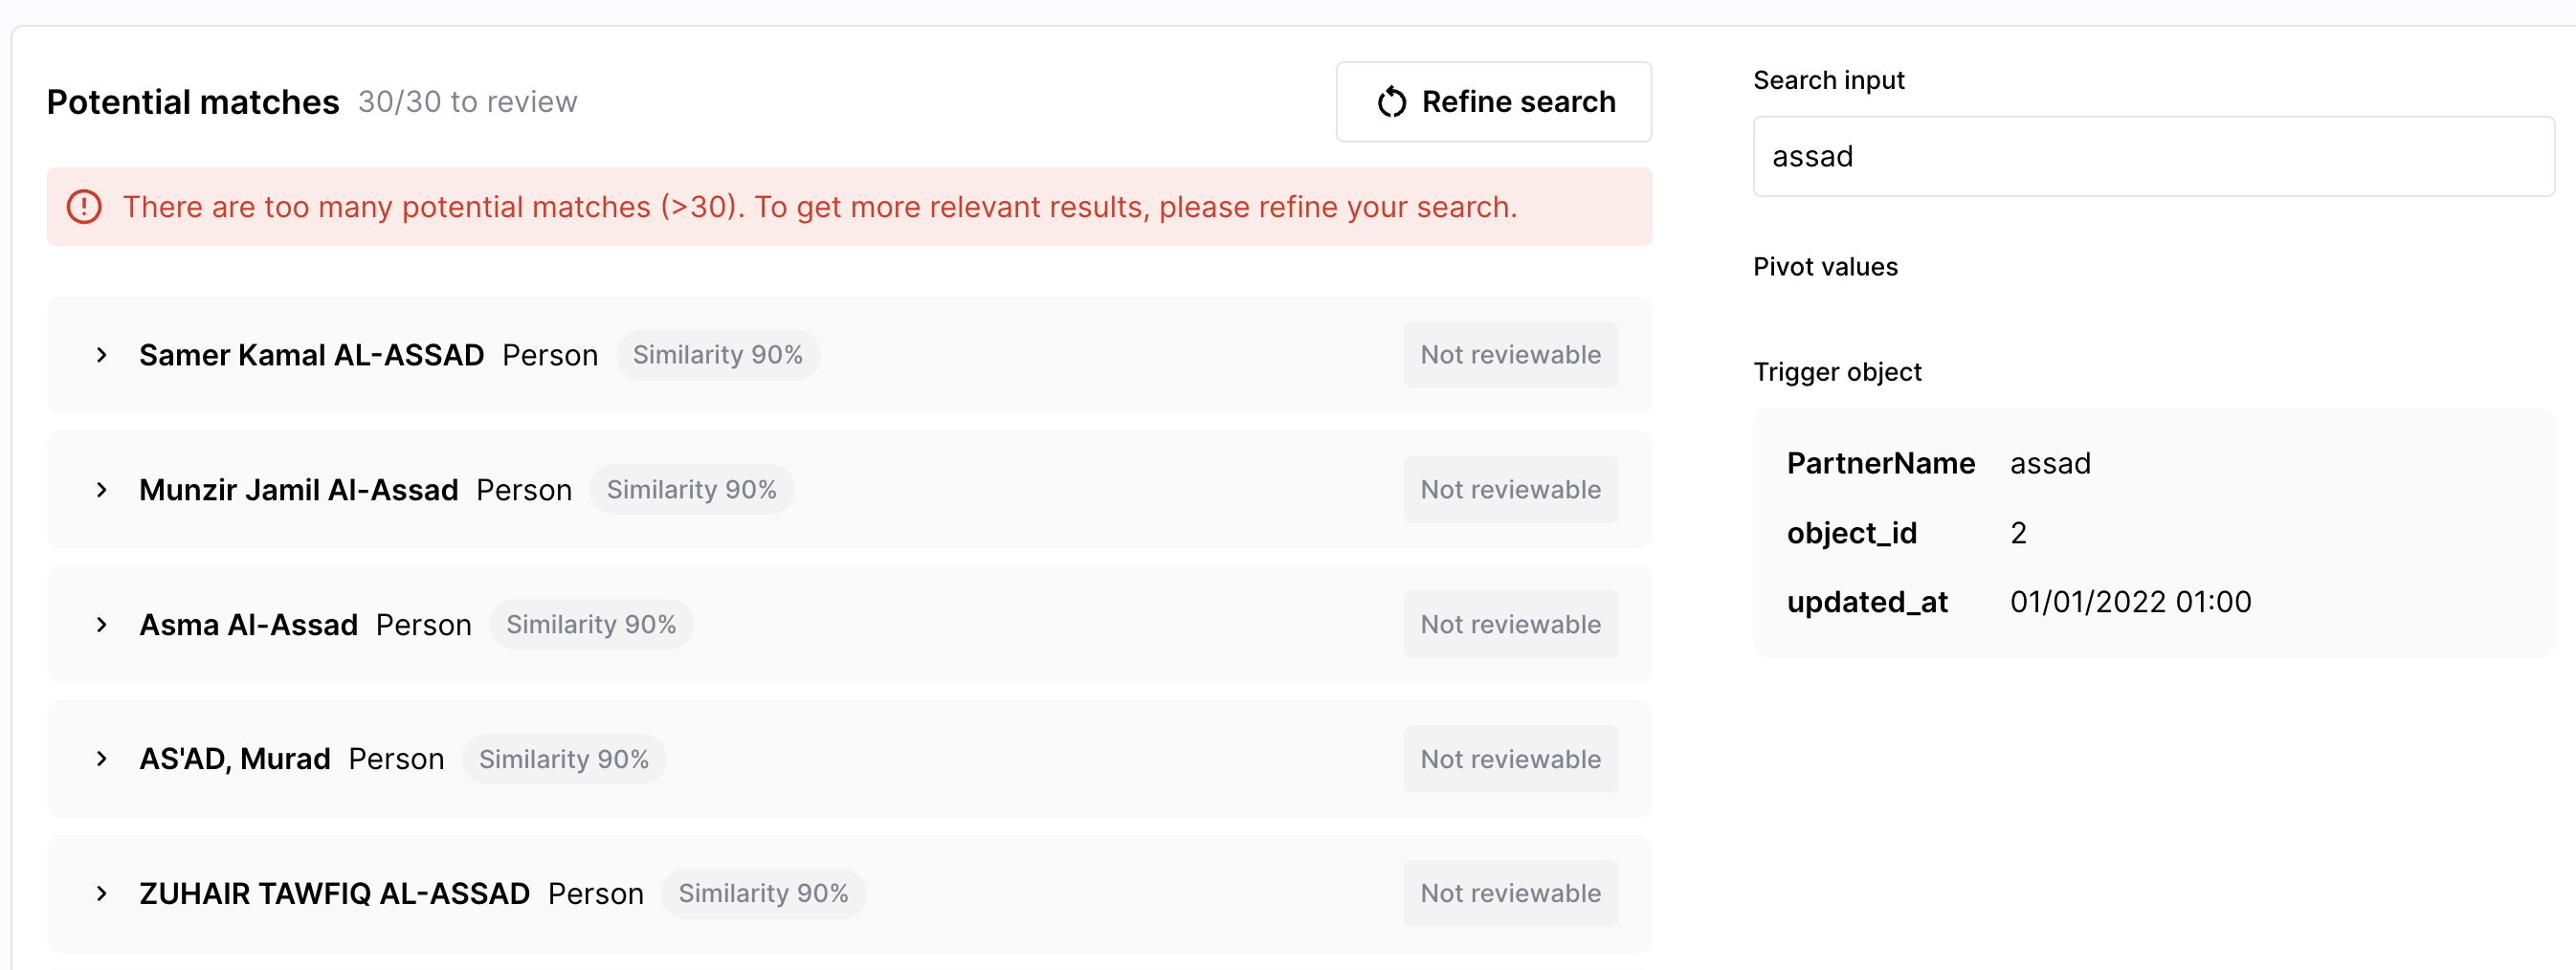 Potential matches 30/30 to review
Refine search
There are too many potential matches (>30). To get more relevant results, please refine your search.
Samer Kamal AL-ASSAD Person Similarity 90% Not reviewable
Munzir Jamil Al-Assad Person Similarity 90% Not reviewable
Asma Al-Assad Person Similarity 90% Not reviewable
AS'AD, Murad Person Similarity 90% Not reviewable
ZUHAIR TAWFIQ AL-ASSAD Person Similarity 90% Not reviewable
Search input
assad
Pivot values
Trigger object
PartnerName assad
object_id 2
updated_at 01/01/2022 01:00